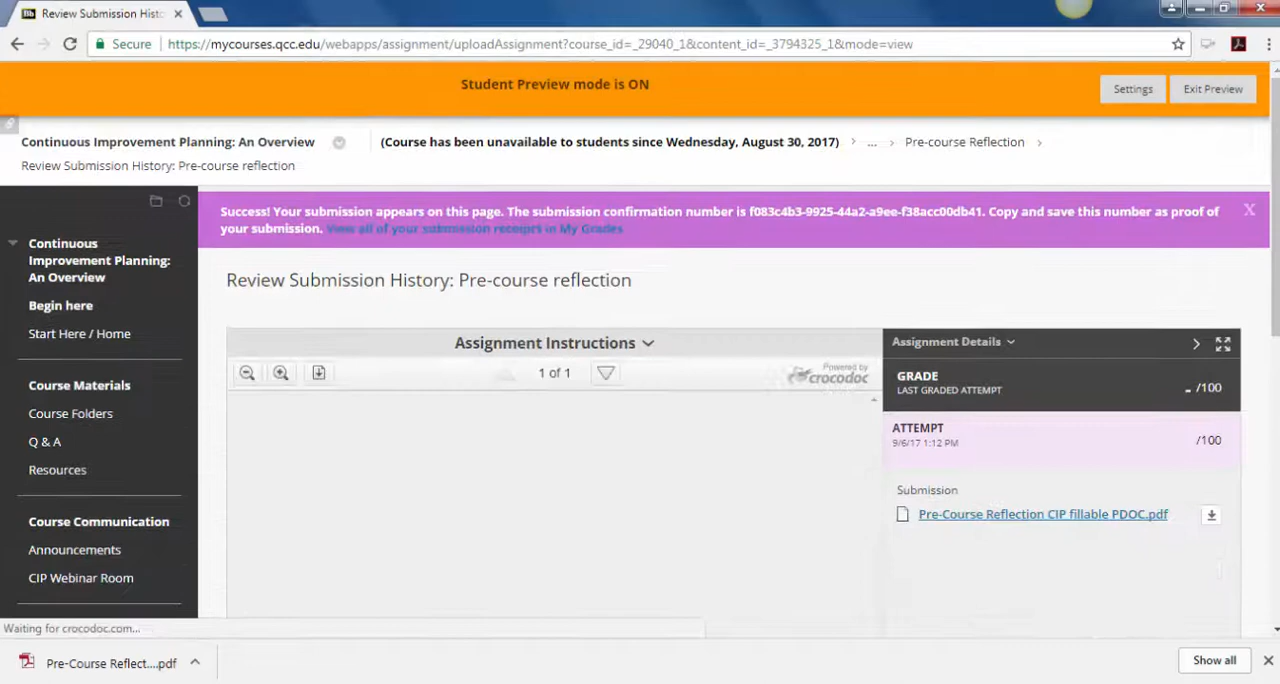 Review Submission Histo
Secure
https://mycourses.qcc.edu/webapps/assignment/uploadAssignment?course_id=_29040_1&content_id=_3794325_1&mode=view
Student Preview mode is ON
Settings
Exit Preview
Continuous Improvement Planning: An Overview
(Course has been unavailable to students since Wednesday, August 30, 2017)
...
Pre-course Reflection
Review Submission History: Pre-course reflection
Success! Your submission appears on this page. The submission confirmation number is f083c4b3-9925-44a2-a9ee-f38acc00db41. Copy and save this number as proof of
your submission. View all of your submission receipts in My Grades
X
Continuous
Improvement Planning:
An Overview
Begin here
Start Here / Home
Course Materials
Course Folders
Q & A
Resources
Course Communication
Announcements
CIP Webinar Room
Review Submission History: Pre-course reflection
Assignment Instructions
1 of 1
Powered by
crocodoc
Assignment Details
GRADE
LAST GRADED ATTEMPT
- /100
ATTEMPT
9/6/17 1:12 PM
/100
Submission
Pre-Course Reflection CIP fillable PDOC.pdf
Waiting for crocodoc.com...
Pre-Course Reflect....pdf
Show all